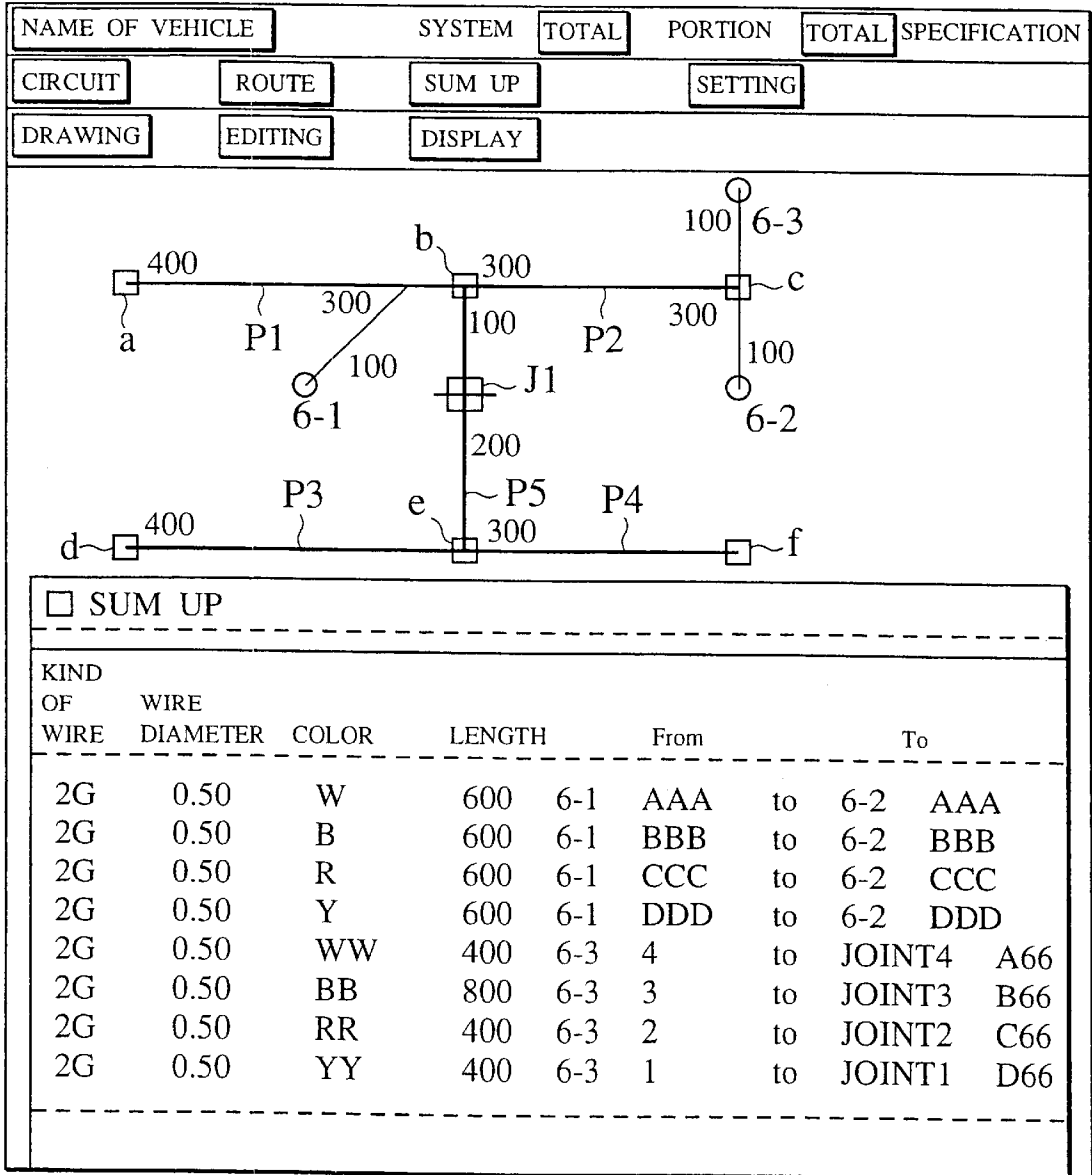 NAME OF VEHICLE SYSTEM TOTAL PORTION TOTAL SPECIFICATION
CIRCUIT ROUTE SUM UP SETTING
DRAWING EDITING DISPLAY
100 6-3
b
400 300 c
a P1 300 100 P2 300
100 100
6-1 J1 6-2
200
P3 e P5 P4
d 400 300 f
SUM UP
KIND
OF WIRE
WIRE DIAMETER COLOR LENGTH From To
2G 0.50 W 600 6-1 AAA to 6-2 AAA
2G 0.50 B 600 6-1 BBB to 6-2 BBB
2G 0.50 R 600 6-1 CCC to 6-2 CCC
2G 0.50 Y 600 6-1 DDD to 6-2 DDD
2G 0.50 WW 400 6-3 4 to JOINT4 A66
2G 0.50 BB 800 6-3 3 to JOINT3 B66
2G 0.50 RR 400 6-3 2 to JOINT2 C66
2G 0.50 YY 400 6-3 1 to JOINT1 D66